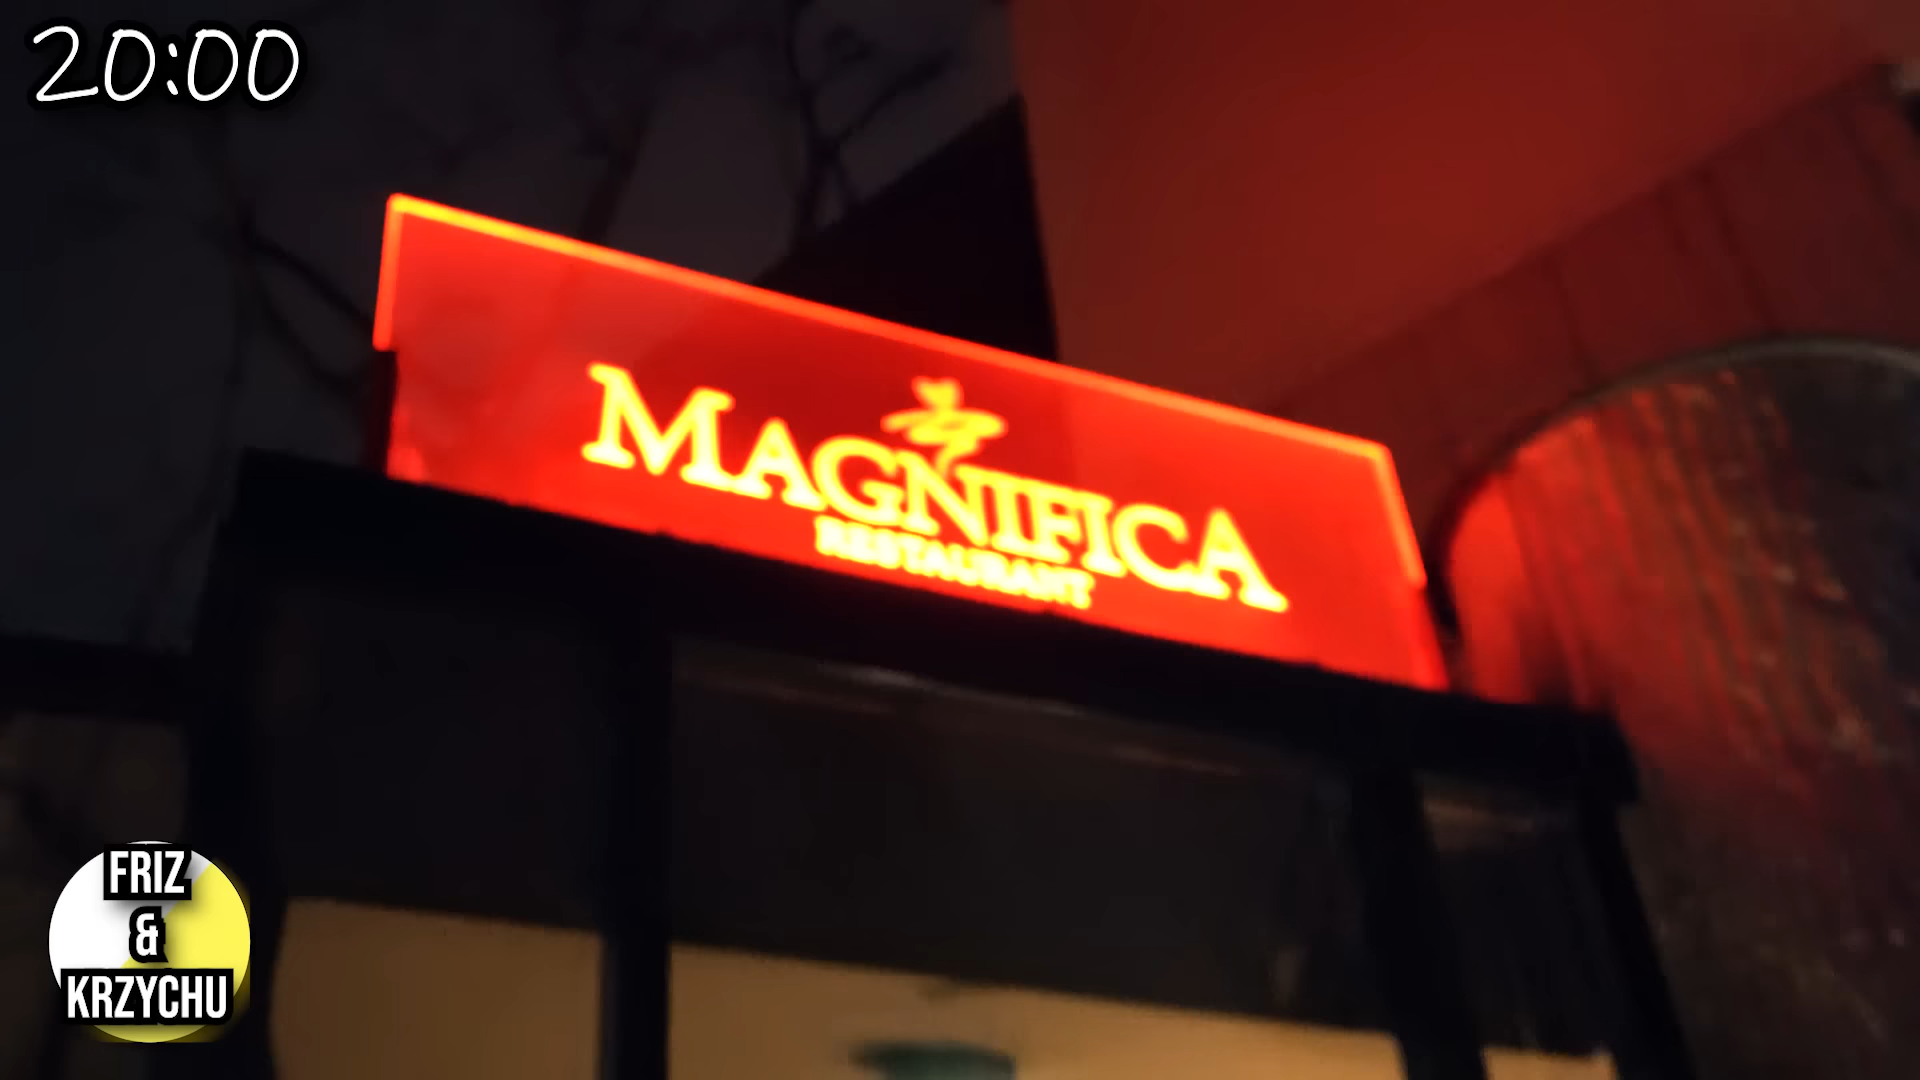 20:00
MAGNIFICA
RESTAURANT
FRIZ
&
KRZYCHU